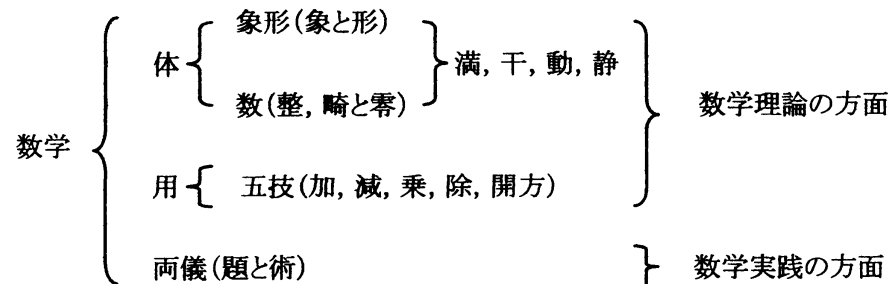 象形(象と形)
体 満, 干, 動, 静
数(整, 畸と零) 数学理論の方面
数学
用 五技(加, 減, 乗, 除, 開方)
両儀(題と術) 数学実践の方面